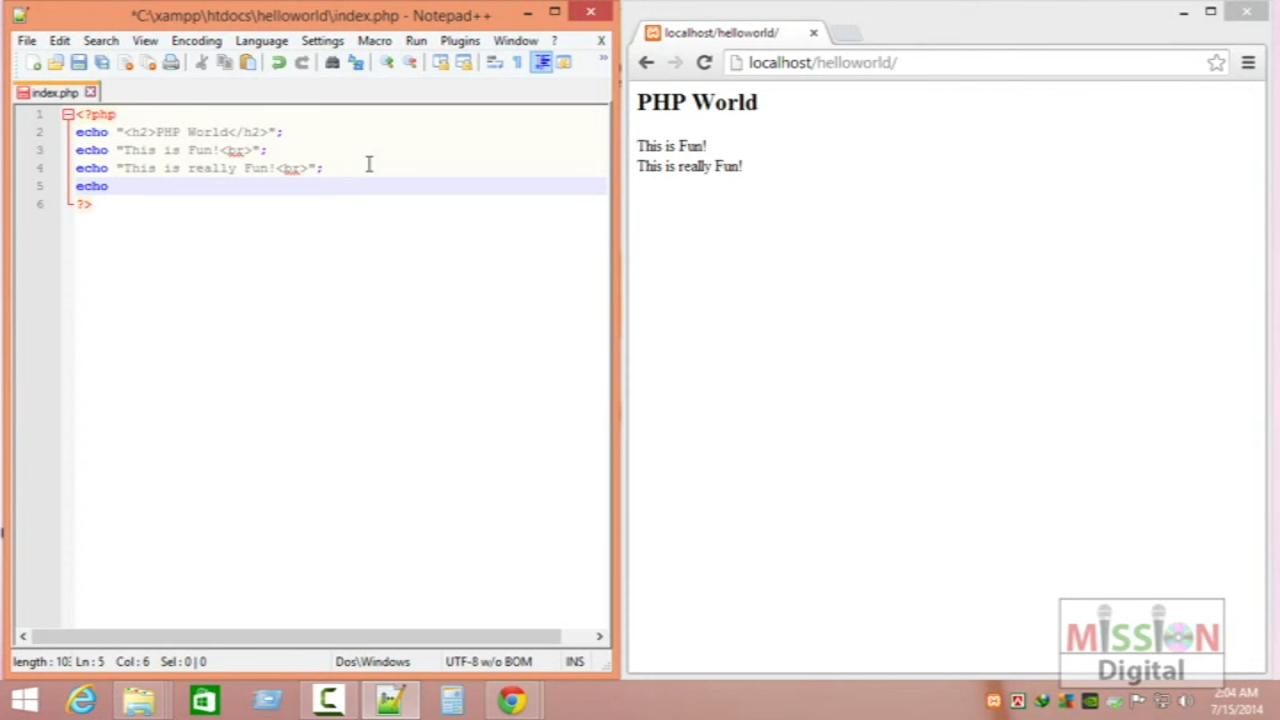 *C:\xampp\htdocs\helloworld\index.php - Notepad++
File Edit Search View Encoding Language Settings Macro Run Plugins Window ? X
index.php
1 <?php
2 echo "<h2>PHP World</h2>";
3 echo "This is Fun!<br>";
4 echo "This is really Fun!<br>";
5 echo
6 ?>
length : 103 Ln : 5 Col : 6 Sel : 0 | 0 Dos\Windows UTF-8 w/o BOM INS
localhost/helloworld/
localhost/helloworld/
PHP World
This is Fun!
This is really Fun!
MISSION
Digital
2:04 AM
7/15/2014